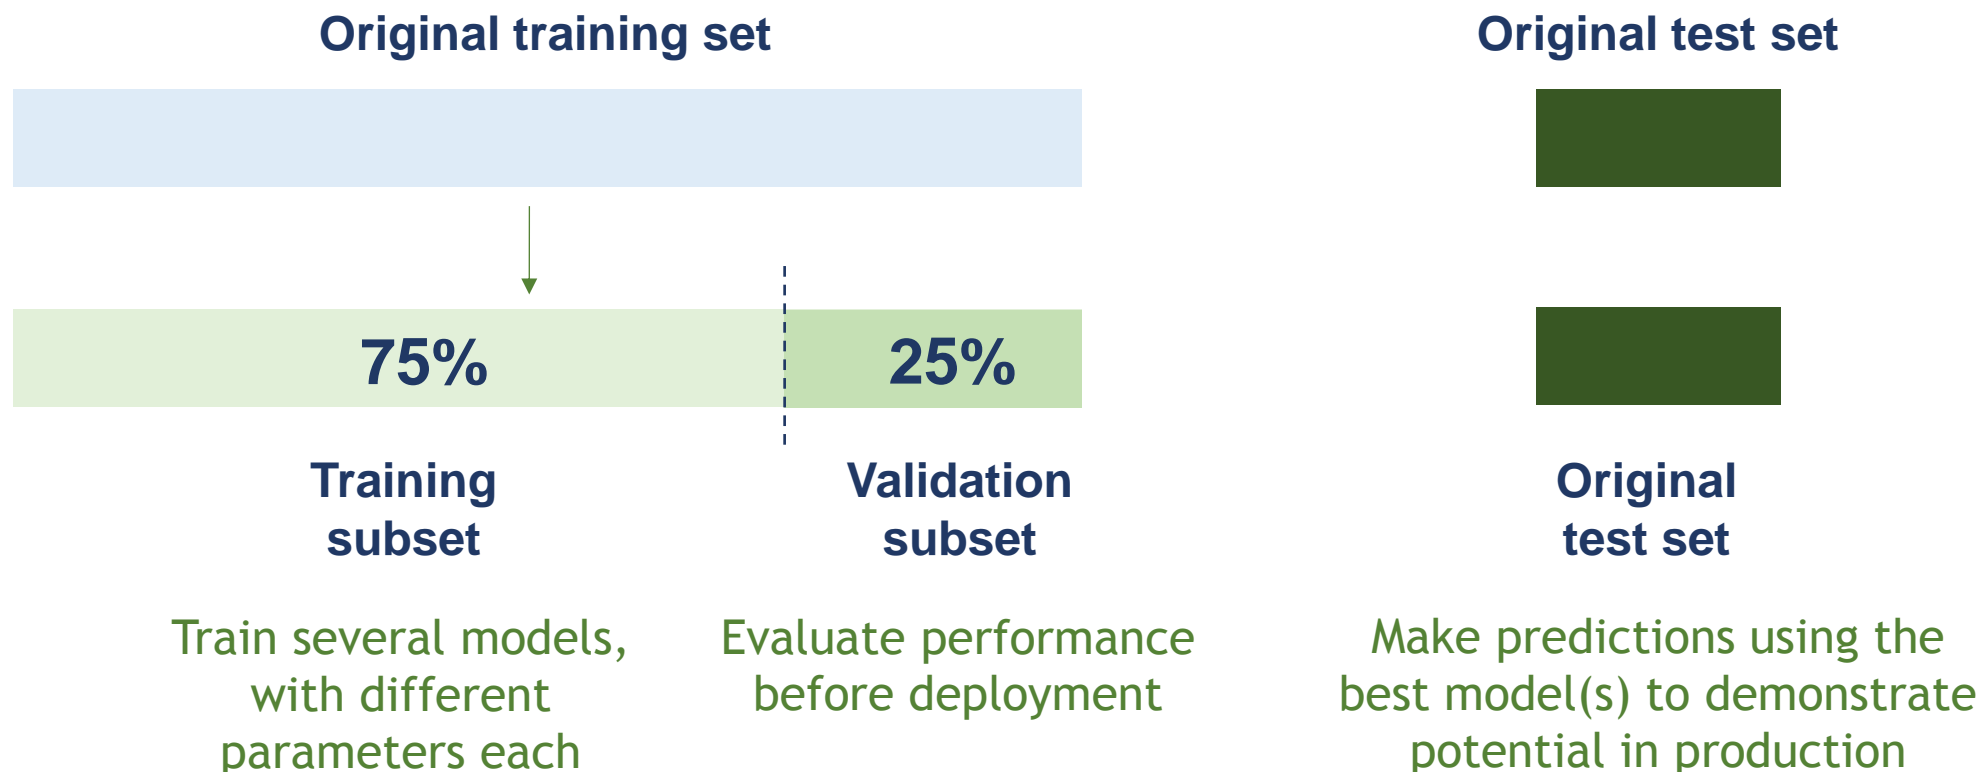 Original training set
Original test set
75%
25%
Training
subset
Validation
subset
Original
test set
Train several models,
with different
parameters each
Evaluate performance
before deployment
Make predictions using the
best model(s) to demonstrate
potential in production